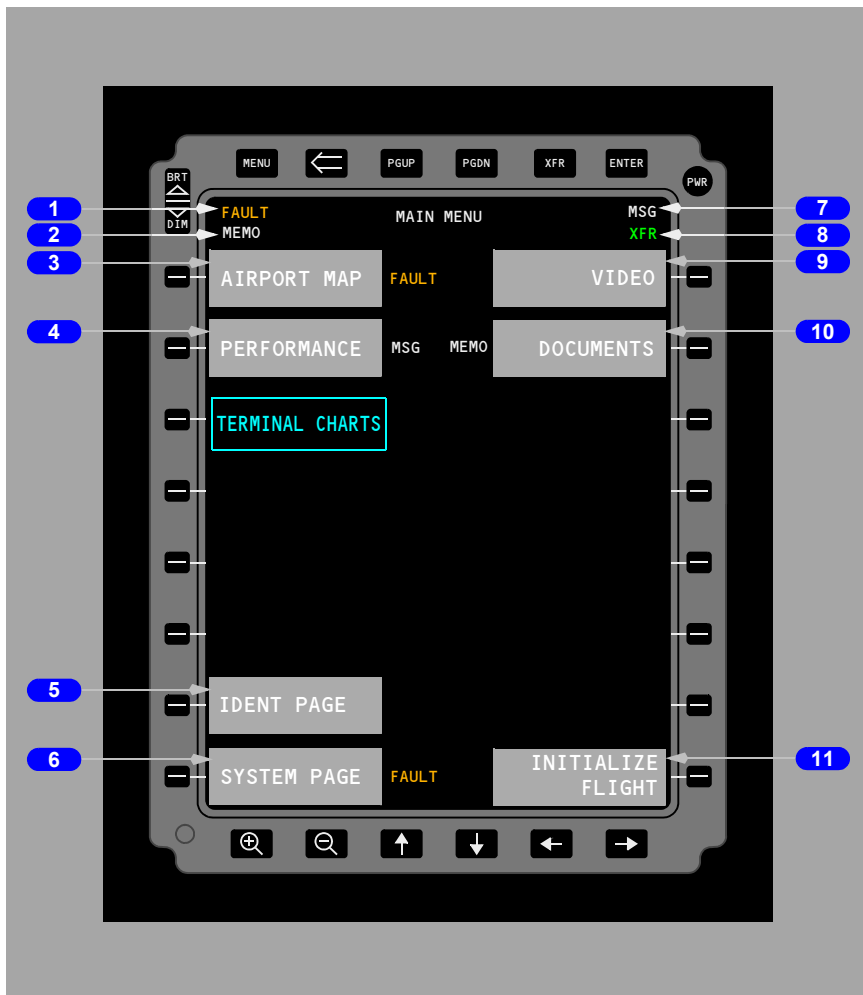 MENU PGUP PGDN XFR ENTER
BRT
DIM
PWR
1 FAULT MAIN MENU MSG 7
2 MEMO XFR 8
3 AIRPORT MAP FAULT VIDEO 9
4 PERFORMANCE MSG MEMO DOCUMENTS 10
TERMINAL CHARTS
5 IDENT PAGE
6 SYSTEM PAGE FAULT INITIALIZE 11
FLIGHT